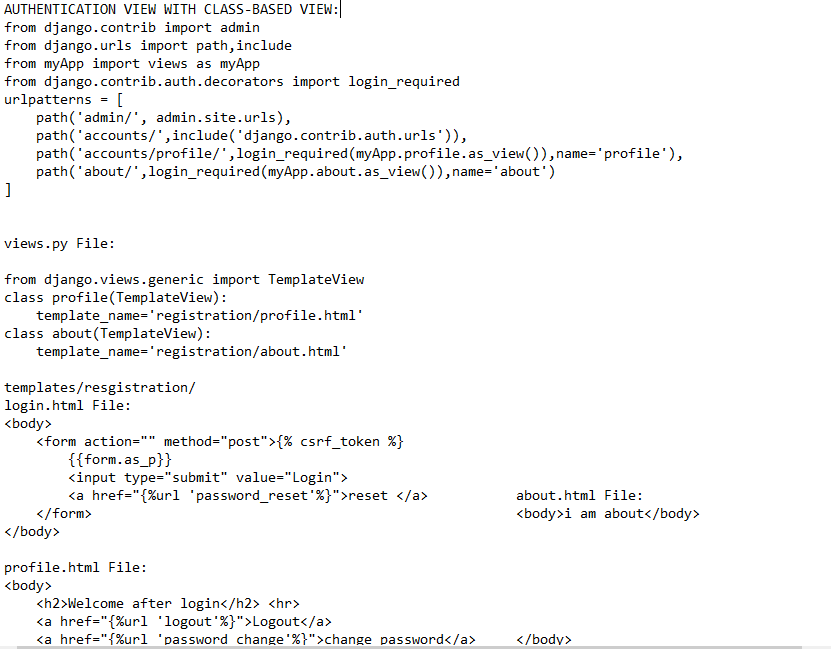 AUTHENTICATION VIEW WITH CLASS-BASED VIEW:
from django.contrib import admin
from django.urls import path,include
from myApp import views as myApp
from django.contrib.auth.decorators import login_required
urlpatterns = [
    path('admin/', admin.site.urls),
    path('accounts/',include('django.contrib.auth.urls')),
    path('accounts/profile/',login_required(myApp.profile.as_view()),name='profile'),
    path('about/',login_required(myApp.about.as_view()),name='about')
]
views.py File:
from django.views.generic import TemplateView
class profile(TemplateView):
    template_name='registration/profile.html'
class about(TemplateView):
    template_name='registration/about.html'
templates/resgistration/
login.html File:
<body>
    <form action="" method="post">{% csrf_token %}
        {{form.as_p}}
        <input type="submit" value="Login">
        <a href="{%url 'password_reset'%}">reset </a>           about.html File:
    </form>                                                     <body>i am about</body>
</body>
profile.html File:
<body>
    <h2>Welcome after login</h2> <hr>
    <a href="{%url 'logout'%}">Logout</a>
    <a href="{%url 'password_change'%}">change password</a>     </body>